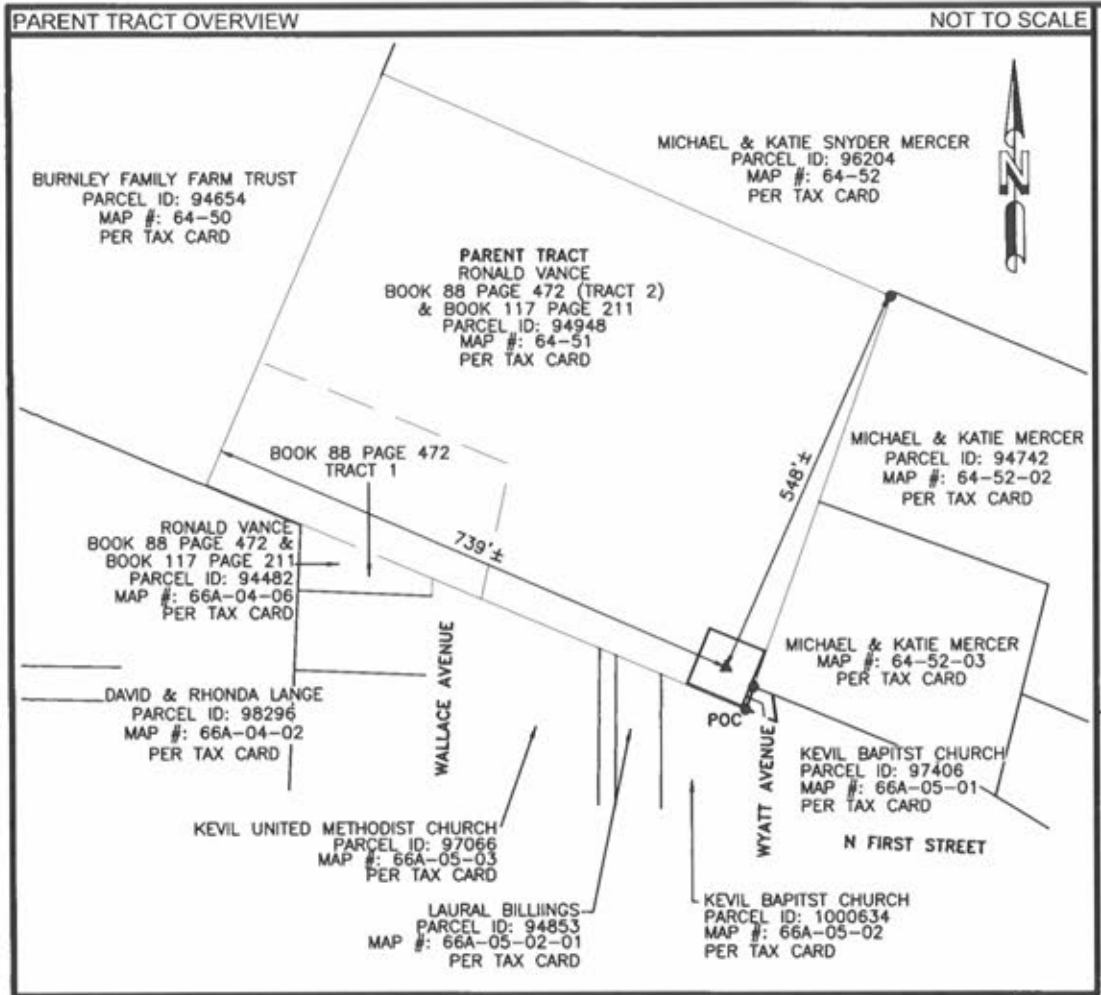 PARENT TRACT OVERVIEW
NOT TO SCALE
N
MICHAEL & KATIE SNYDER MERCER
PARCEL ID: 96204
MAP #: 64-52
PER TAX CARD
BURNLEY FAMILY FARM TRUST
PARCEL ID: 94654
MAP #: 64-50
PER TAX CARD
PARENT TRACT
RONALD VANCE
BOOK 88 PAGE 472 (TRACT 2)
& BOOK 117 PAGE 211
PARCEL ID: 94948
MAP #: 64-51
PER TAX CARD
MICHAEL & KATIE MERCER
PARCEL ID: 94742
MAP #: 64-52-02
PER TAX CARD
BOOK 88 PAGE 472
TRACT 1
548'±
739'±
RONALD VANCE
BOOK 88 PAGE 472 &
BOOK 117 PAGE 211
PARCEL ID: 94482
MAP #: 66A-04-06
PER TAX CARD
MICHAEL & KATIE MERCER
MAP #: 64-52-03
PER TAX CARD
DAVID & RHONDA LANGE
PARCEL ID: 98296
MAP #: 66A-04-02
PER TAX CARD
WALLACE AVENUE
POC
WYATT AVENUE
KEVIL BAPITST CHURCH
PARCEL ID: 97406
MAP #: 66A-05-01
PER TAX CARD
N FIRST STREET
KEVIL UNITED METHODIST CHURCH
PARCEL ID: 97066
MAP #: 66A-05-03
PER TAX CARD
LAURAL BILLIINGS
PARCEL ID: 94853
MAP #: 66A-05-02-01
PER TAX CARD
KEVIL BAPITST CHURCH
PARCEL ID: 1000634
MAP #: 66A-05-02
PER TAX CARD